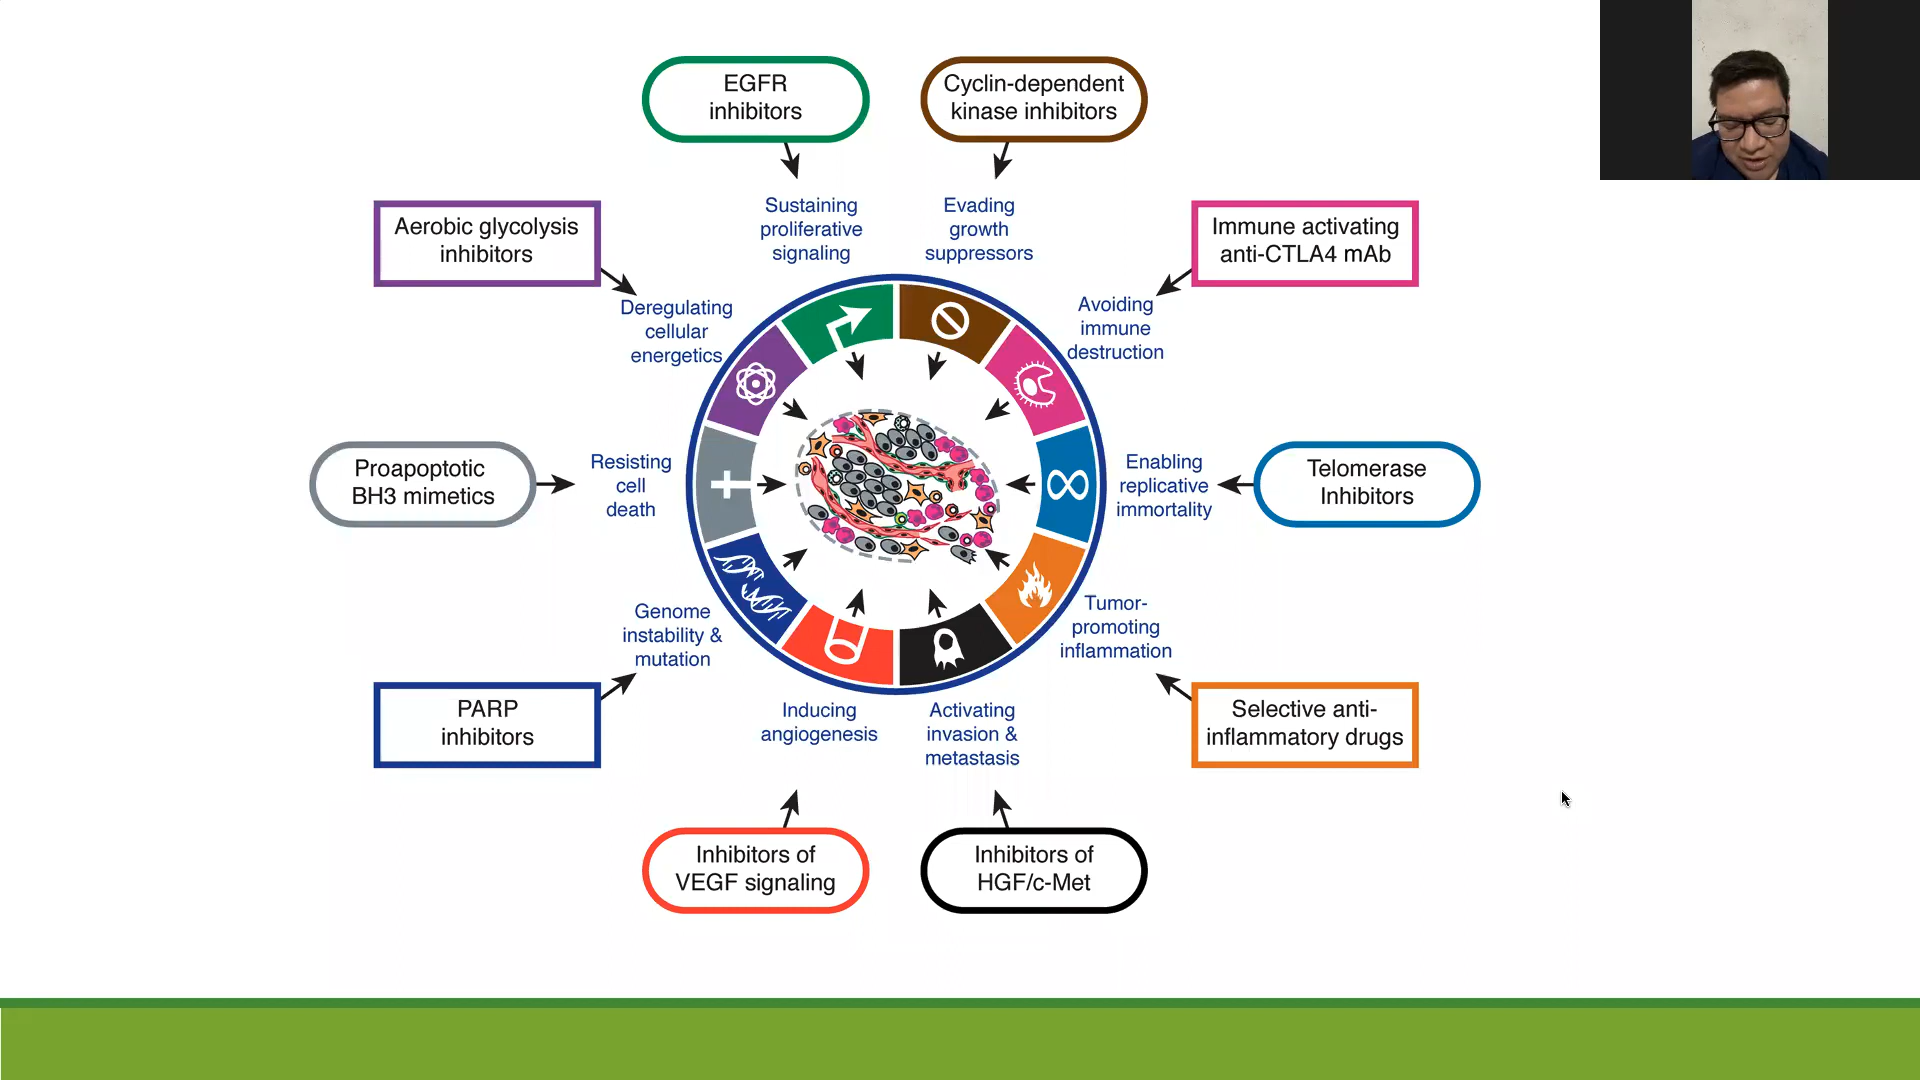 EGFR
inhibitors
Cyclin-dependent
kinase inhibitors
Aerobic glycolysis
inhibitors
Sustaining
proliferative
signaling
Evading
growth
suppressors
Immune activating
anti-CTLA4 mAb
Deregulating
cellular
energetics
Avoiding
immune
destruction
Proapoptotic
BH3 mimetics
Resisting
cell
death
Enabling
replicative
immortality
Telomerase
Inhibitors
Genome
instability &
mutation
Tumor-
promoting
inflammation
PARP
inhibitors
Inducing
angiogenesis
Activating
invasion &
metastasis
Selective anti-
inflammatory drugs
Inhibitors of
VEGF signaling
Inhibitors of
HGF/c-Met